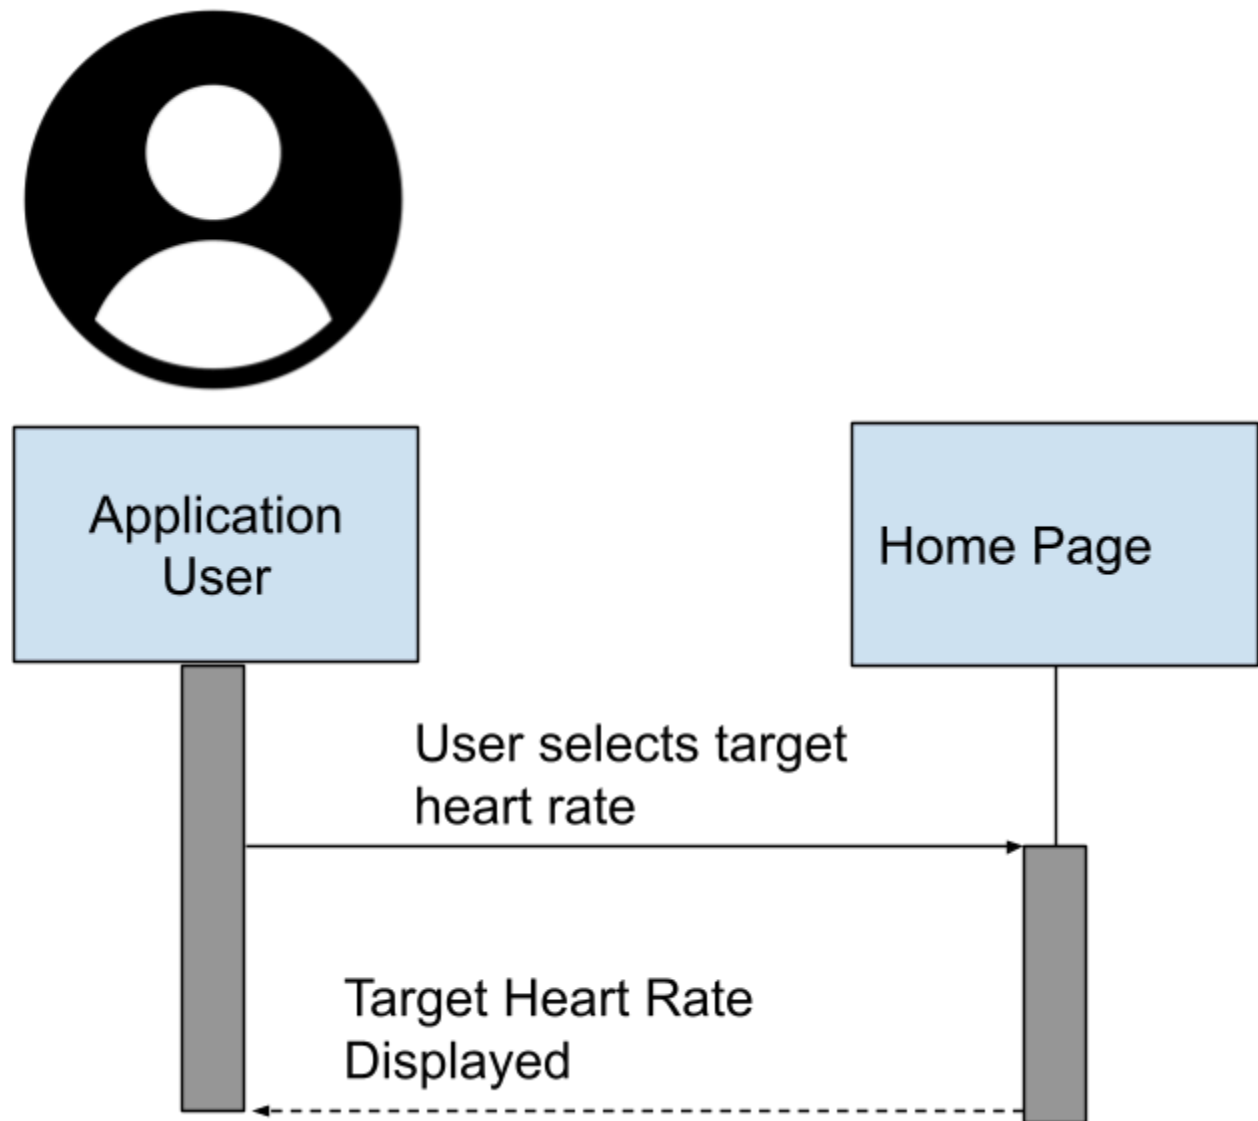 Application
User
Home Page
User selects target
heart rate
Target Heart Rate
Displayed